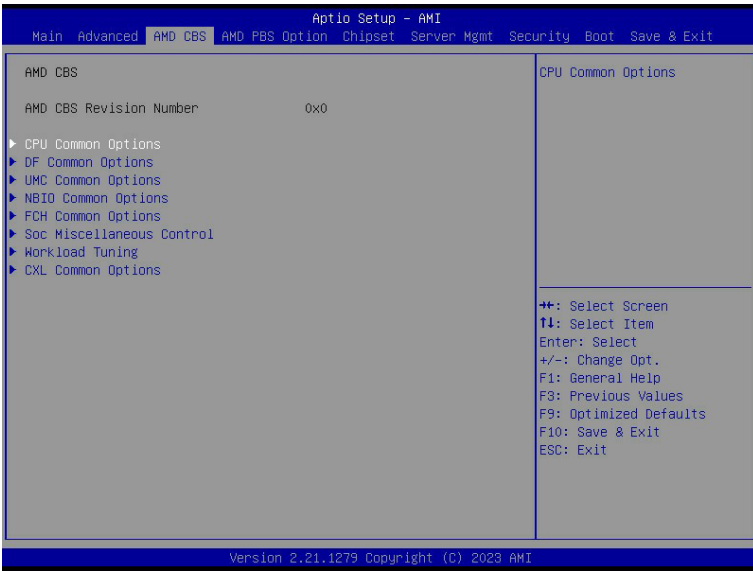 Aptio Setup - AMI
Main Advanced AMD CBS AMD PBS Option Chipset Server Mgmt Security Boot Save & Exit
AMD CBS
AMD CBS Revision Number 0x0
CPU Common Options
DF Common Options
UMC Common Options
NBIO Common Options
FCH Common Options
Soc Miscellaneous Control
Workload Tuning
CXL Common Options
CPU Common Options
→←: Select Screen
↑↓: Select Item
Enter: Select
+/-: Change Opt.
F1: General Help
F3: Previous Values
F9: Optimized Defaults
F10: Save & Exit
ESC: Exit
Version 2.21.1279 Copyright (C) 2023 AMI